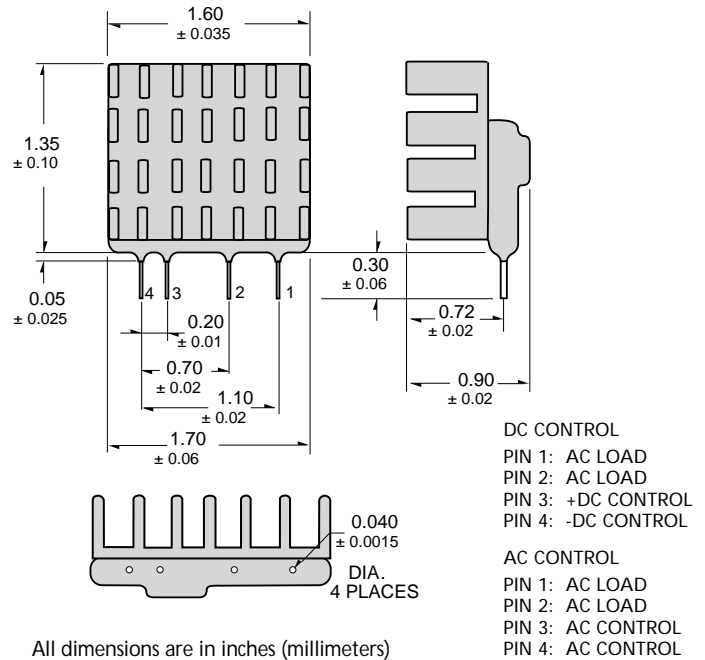 1.60
± 0.035
1.35
± 0.10
0.05
± 0.025
4
3
2
1
0.20
± 0.01
0.70
± 0.02
1.10
± 0.02
1.70
± 0.06
0.30
± 0.06
0.72
± 0.02
0.90
± 0.02
0.040
± 0.0015
DIA.
4 PLACES
DC CONTROL
PIN 1: AC LOAD
PIN 2: AC LOAD
PIN 3: +DC CONTROL
PIN 4: -DC CONTROL
AC CONTROL
PIN 1: AC LOAD
PIN 2: AC LOAD
PIN 3: AC CONTROL
PIN 4: AC CONTROL
All dimensions are in inches (millimeters)